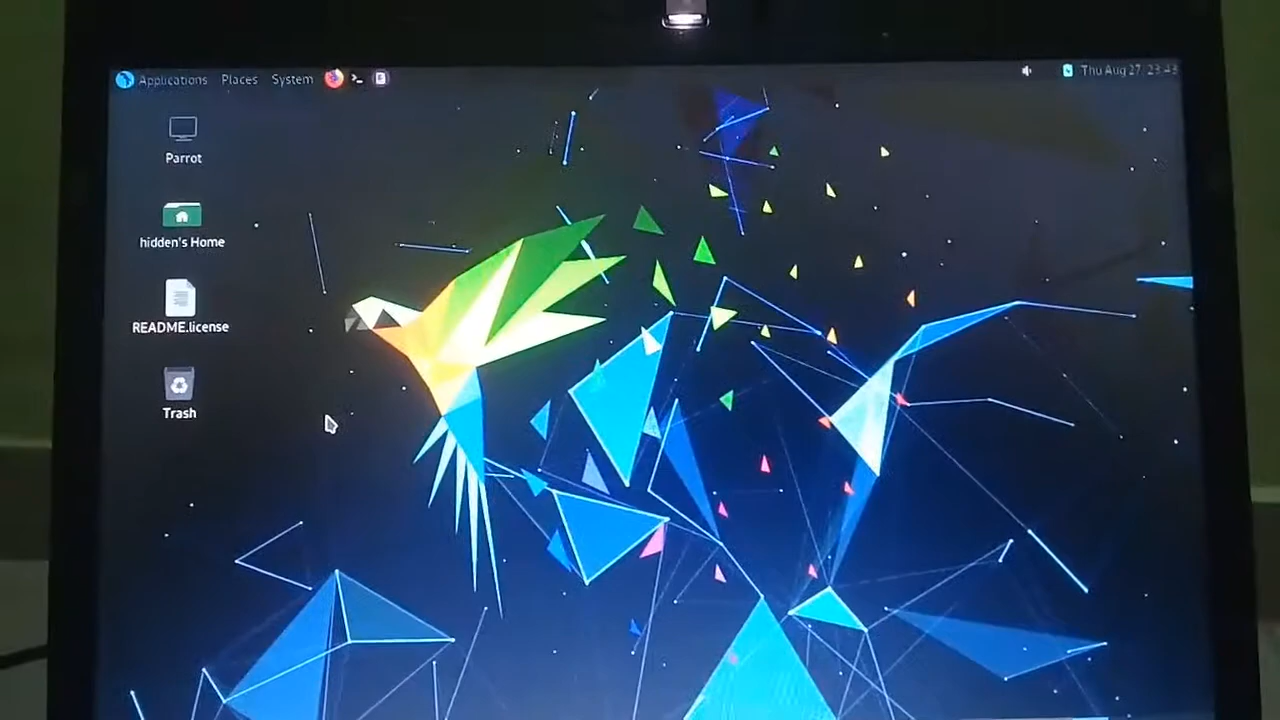 Applications Places System
Thu Aug 27, 23:43
Parrot
hidden's Home
README.license
Trash